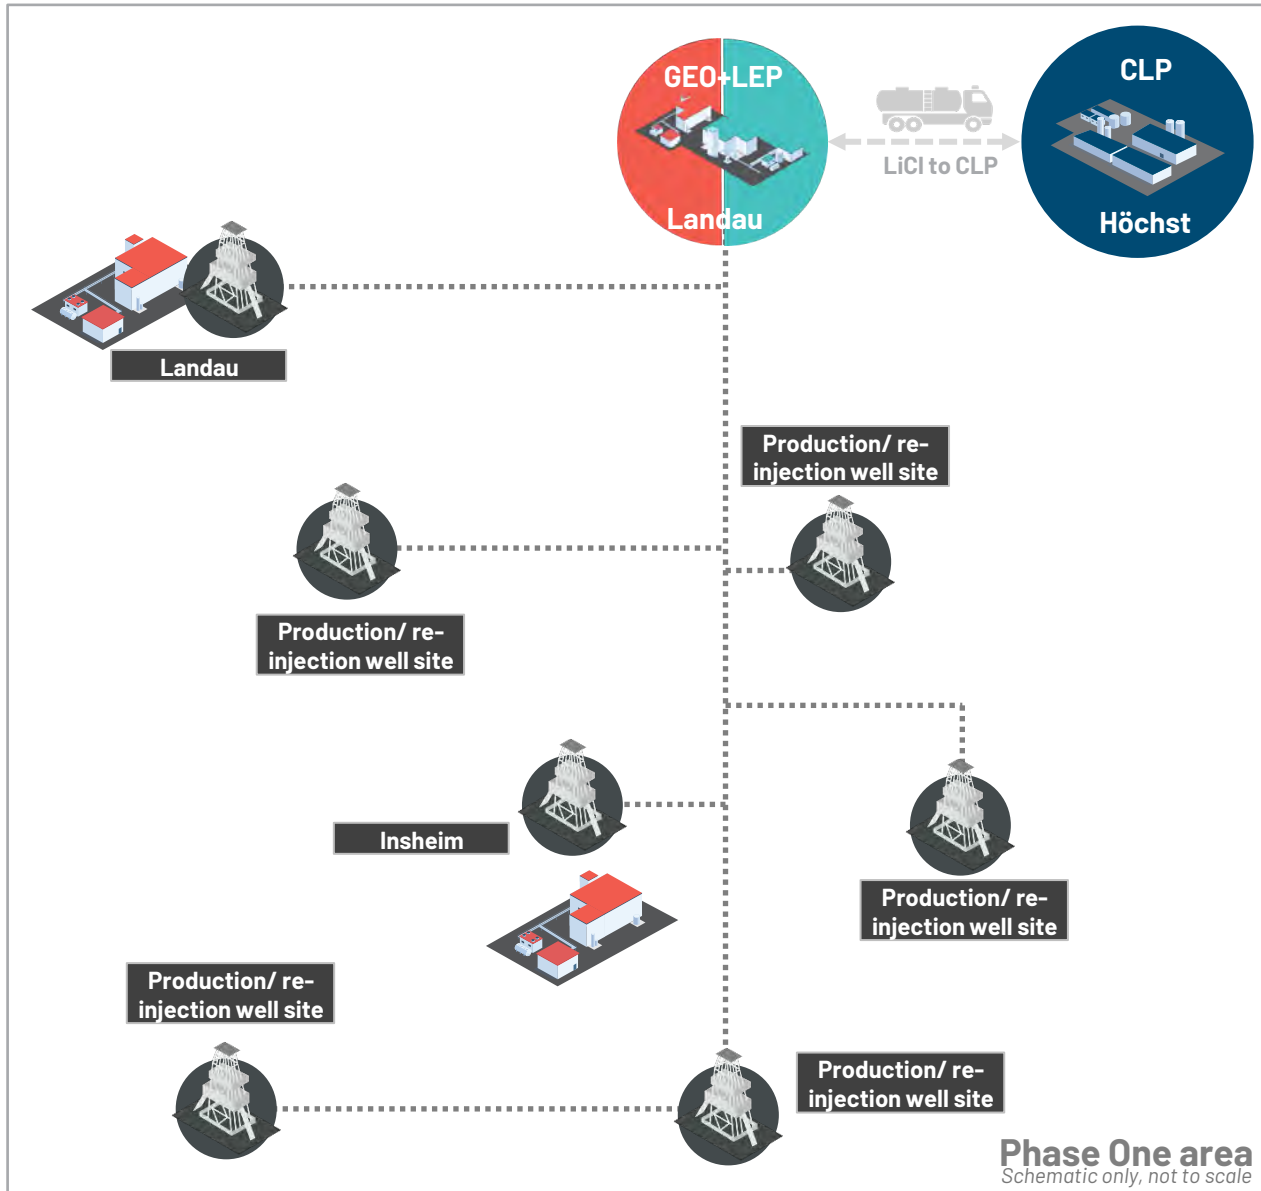 GEO+LEP
Landau
LiCl to CLP
CLP
Höchst
Landau
Production/ re-
injection well site
Production/ re-
injection well site
Insheim
Production/ re-
injection well site
Production/ re-
injection well site
Production/ re-
injection well site
Phase One area
Schematic only, not to scale